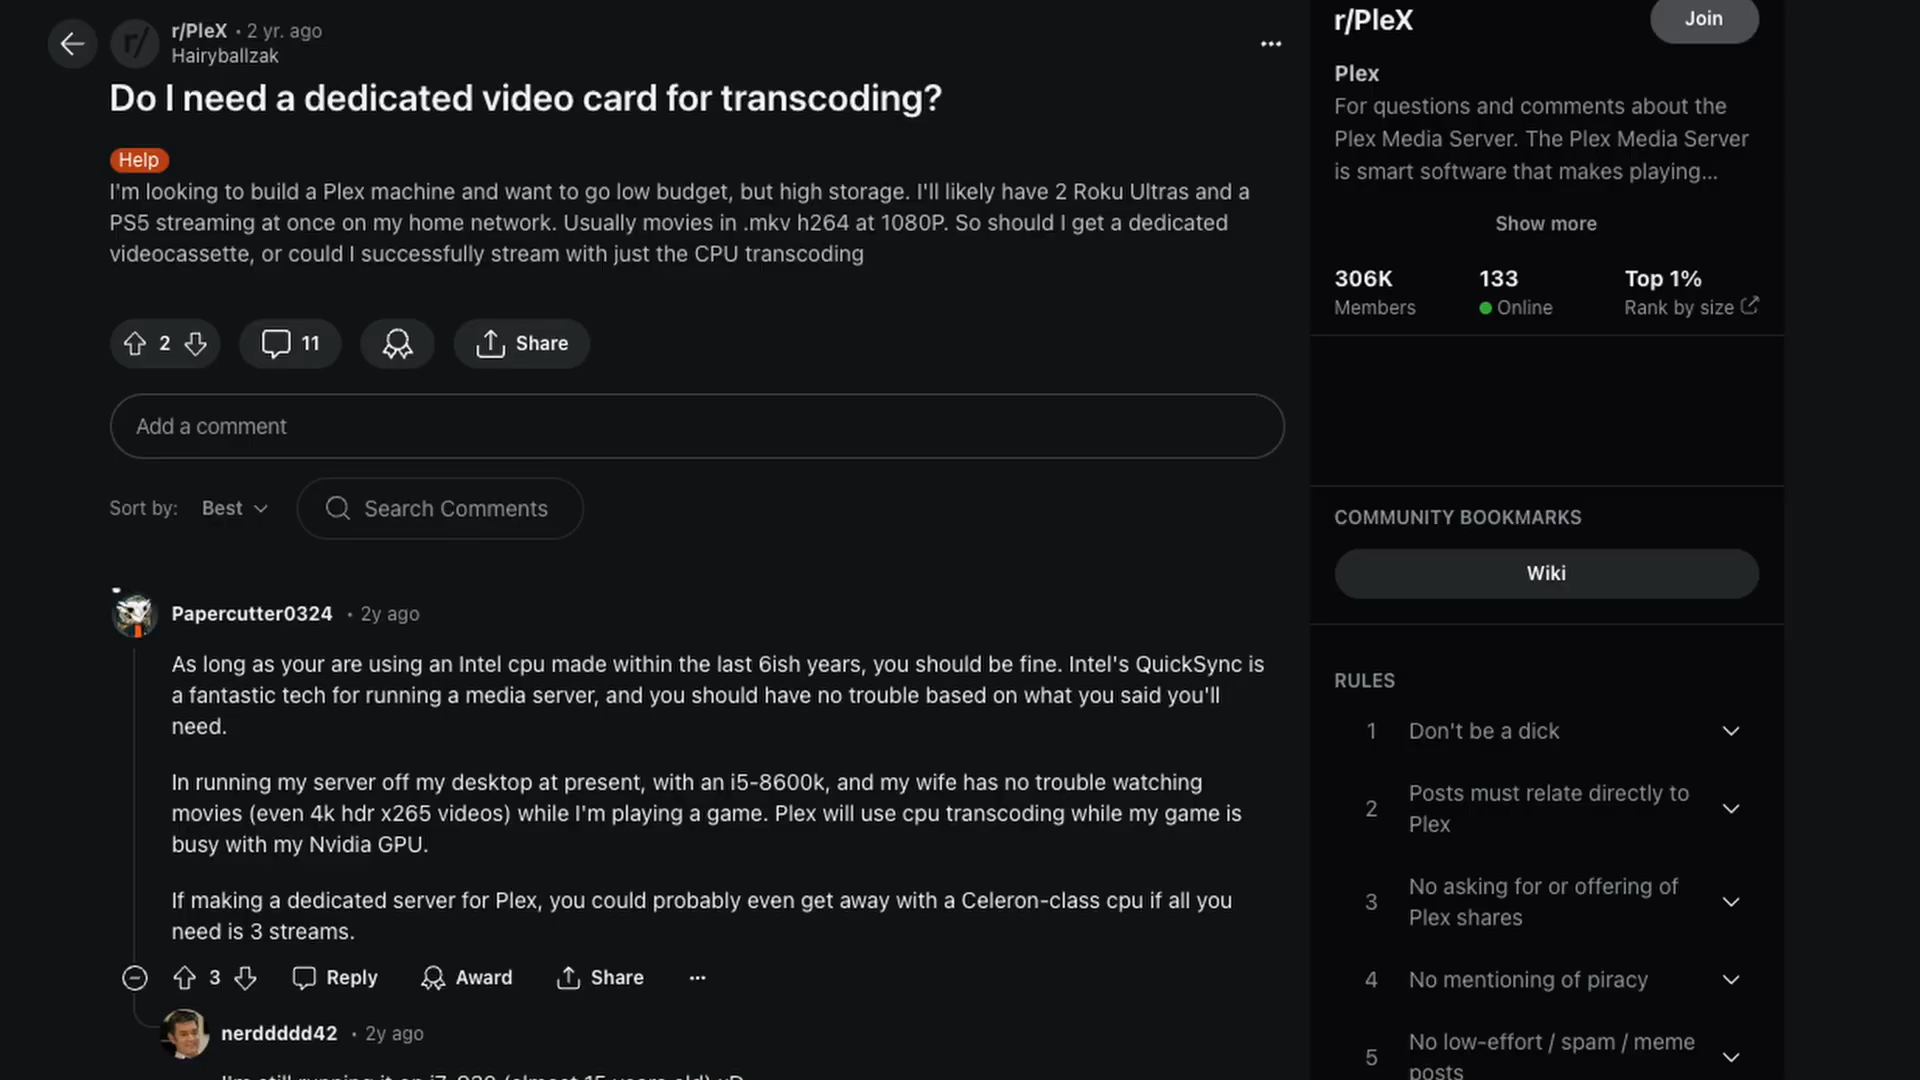 r/PleX • 2 yr. ago
Hairyballzak
Do I need a dedicated video card for transcoding?
Help
I'm looking to build a Plex machine and want to go low budget, but high storage. I'll likely have 2 Roku Ultras and a
PS5 streaming at once on my home network. Usually movies in .mkv h264 at 1080P. So should I get a dedicated
videocassette, or could I successfully stream with just the CPU transcoding
2
11
Share
Add a comment
Sort by: Best
Search Comments
Papercutter0324 • 2y ago
As long as your are using an Intel cpu made within the last 6ish years, you should be fine. Intel's QuickSync is
a fantastic tech for running a media server, and you should have no trouble based on what you said you'll
need.
In running my server off my desktop at present, with an i5-8600k, and my wife has no trouble watching
movies (even 4k hdr x265 videos) while I'm playing a game. Plex will use cpu transcoding while my game is
busy with my Nvidia GPU.
If making a dedicated server for Plex, you could probably even get away with a Celeron-class cpu if all you
need is 3 streams.
3 Reply Award Share
nerddddd42 • 2y ago
r/PleX
Join
Plex
For questions and comments about the
Plex Media Server. The Plex Media Server
is smart software that makes playing...
Show more
306K 133 Top 1%
Members Online Rank by size
COMMUNITY BOOKMARKS
Wiki
RULES
1 Don't be a dick
2 Posts must relate directly to
Plex
3 No asking for or offering of
Plex shares
4 No mentioning of piracy
5 No low-effort / spam / meme
posts